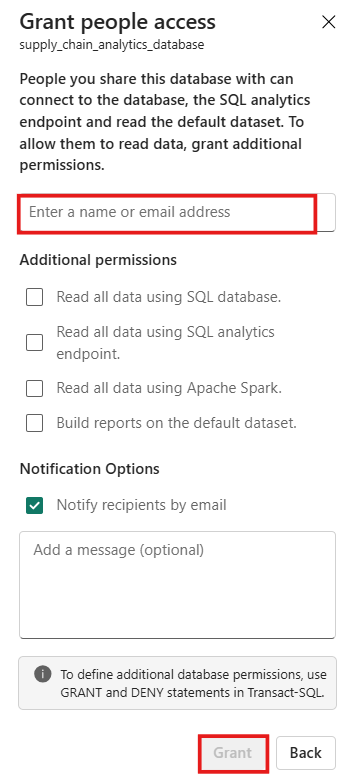 Grant people access
supply_chain_analytics_database
People you share this database with can
connect to the database, the SQL analytics
endpoint and read the default dataset. To
allow them to read data, grant additional
permissions.
Enter a name or email address
Additional permissions
Read all data using SQL database.
Read all data using SQL analytics
endpoint.
Read all data using Apache Spark.
Build reports on the default dataset.
Notification Options
Notify recipients by email
Add a message (optional)
To define additional database permissions, use
GRANT and DENY statements in Transact-SQL.
Grant
Back